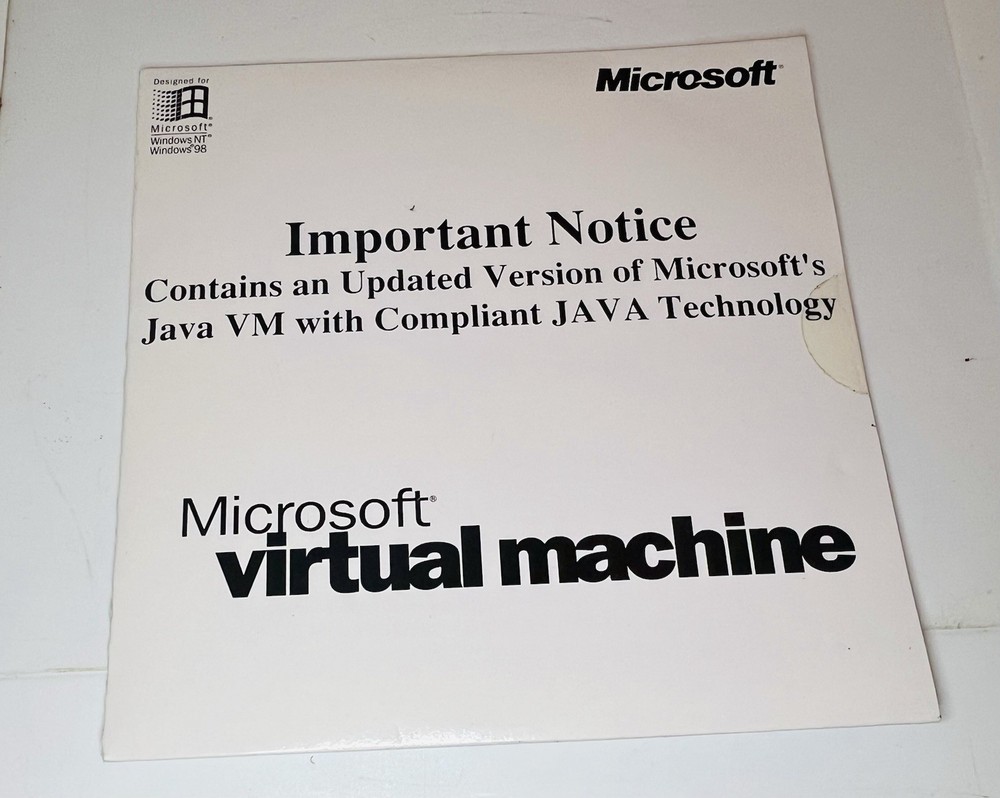 Designed for
Microsoft®
Windows NT®
Windows®98
Microsoft®
Important Notice
Contains an Updated Version of Microsoft's
Java VM with Compliant JAVA Technology
Microsoft®
virtual machine